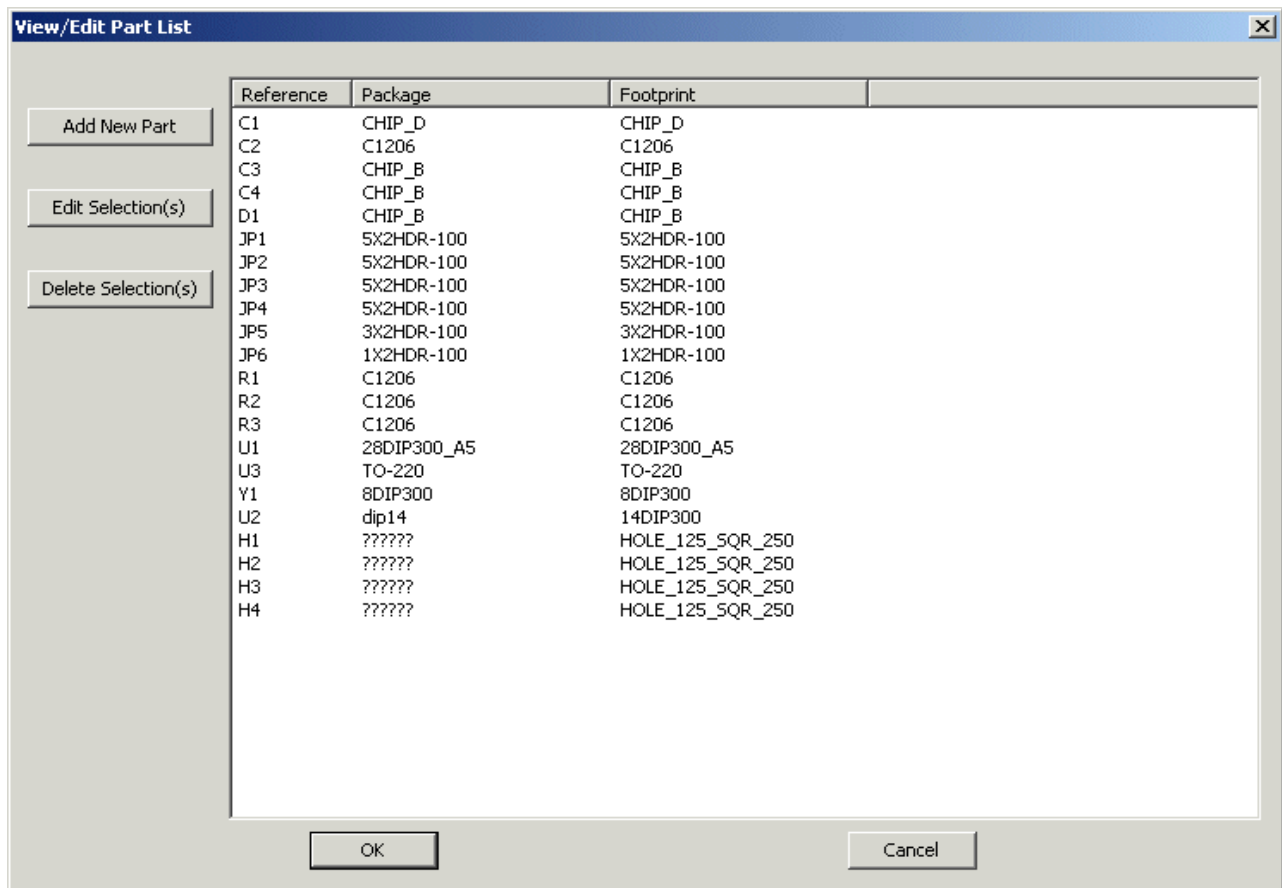 View/Edit Part List
Reference Package Footprint
Add New Part
Edit Selection(s)
Delete Selection(s)
C1 CHIP_D CHIP_D
C2 C1206 C1206
C3 CHIP_B CHIP_B
C4 CHIP_B CHIP_B
D1 CHIP_B CHIP_B
JP1 5X2HDR-100 5X2HDR-100
JP2 5X2HDR-100 5X2HDR-100
JP3 5X2HDR-100 5X2HDR-100
JP4 5X2HDR-100 5X2HDR-100
JP5 3X2HDR-100 3X2HDR-100
JP6 1X2HDR-100 1X2HDR-100
R1 C1206 C1206
R2 C1206 C1206
R3 C1206 C1206
U1 28DIP300_A5 28DIP300_A5
U3 TO-220 TO-220
Y1 8DIP300 8DIP300
U2 dip14 14DIP300
H1 ?????? HOLE_125_SQR_250
H2 ?????? HOLE_125_SQR_250
H3 ?????? HOLE_125_SQR_250
H4 ?????? HOLE_125_SQR_250
OK Cancel